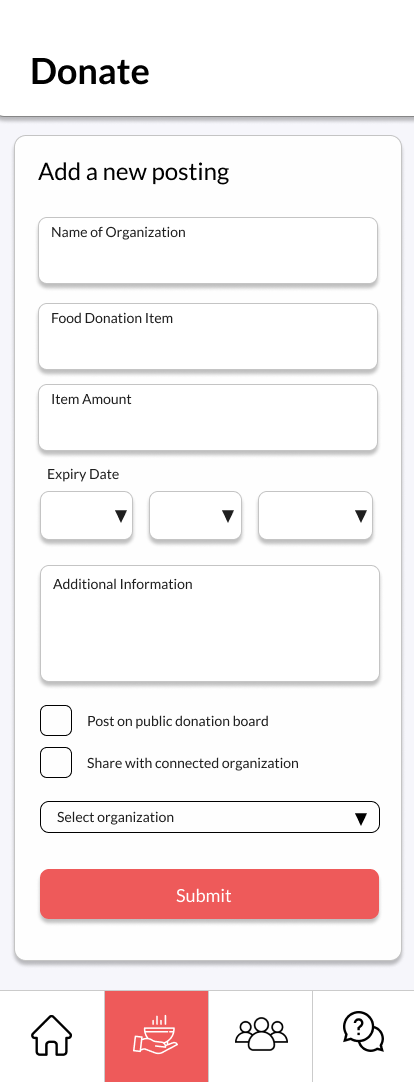 Donate
Add a new posting
Name of Organization
Food Donation Item
Item Amount
Expiry Date
Additional Information
Post on public donation board
Share with connected organization
Select organization
Submit
?